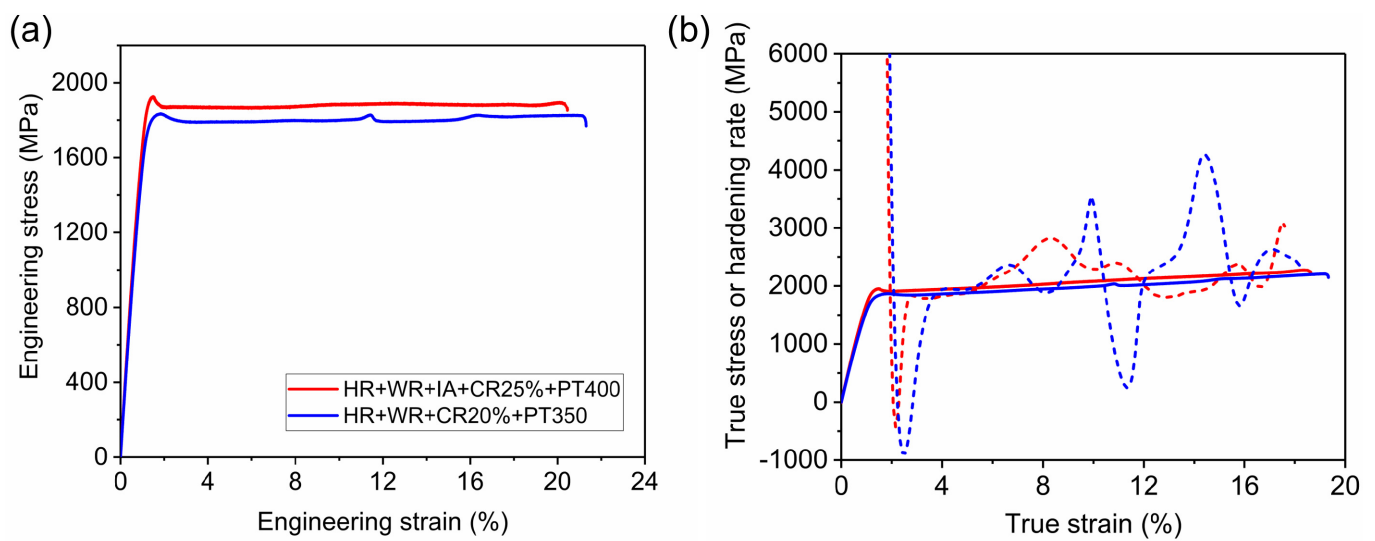 (a)
Engineering stress (MPa)
2000
1600
1200
800
400
0
0 4 8 12 16 20 24
Engineering strain (%)
HR+WR+IA+CR25%+PT400
HR+WR+CR20%+PT350
(b)
True stress or hardening rate (MPa)
6000
5000
4000
3000
2000
1000
0
-1000
0 4 8 12 16 20
True strain (%)